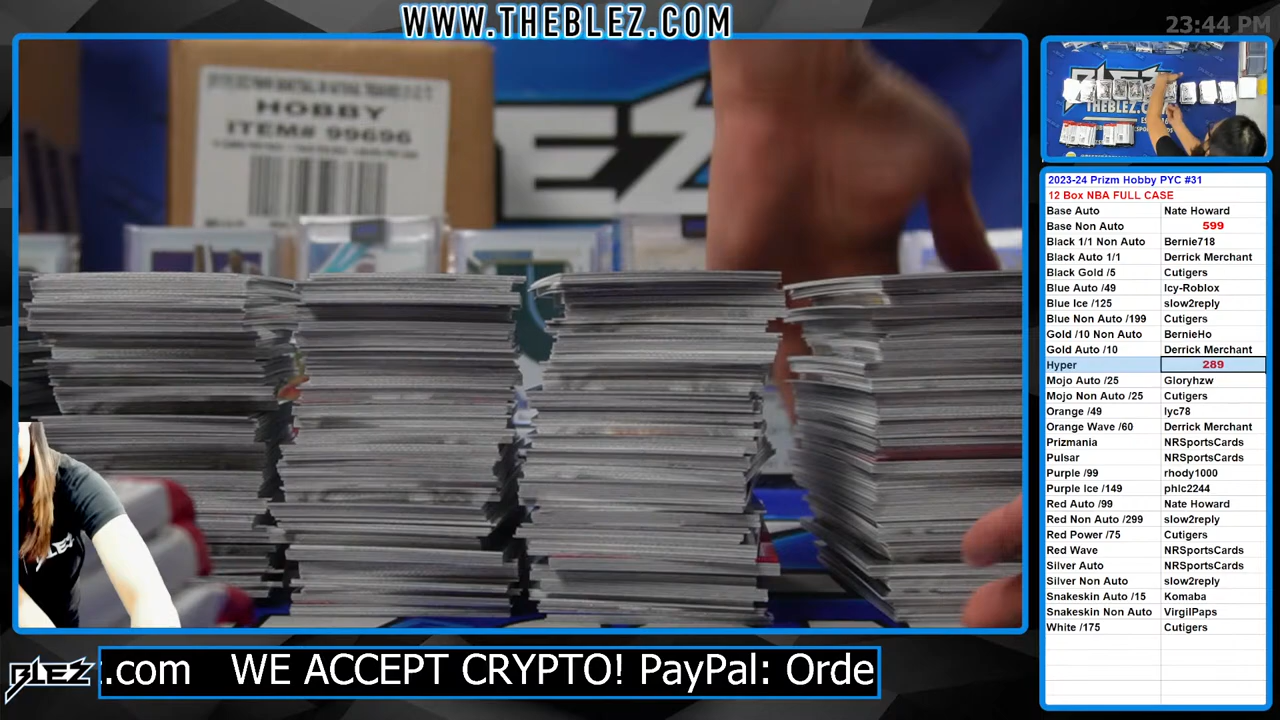 WWW.THEBLEZ.COM
23:44 PM
HOBBY
ITEM# 99696
EZ
BLEZ
THEBLEZ.COM
2023-24 Prizm Hobby PYC #31
12 Box NBA FULL CASE
Base Auto Nate Howard
Base Non Auto 599
Black 1/1 Non Auto Bernie718
Black Auto 1/1 Derrick Merchant
Black Gold /5 Cutigers
Blue Auto /49 Icy-Roblox
Blue Ice /125 slow2reply
Blue Non Auto /199 Cutigers
Gold /10 Non Auto BernieHo
Gold Auto /10 Derrick Merchant
Hyper 289
Mojo Auto /25 Gloryhzw
Mojo Non Auto /25 Cutigers
Orange /49 lyc78
Orange Wave /60 Derrick Merchant
Prizmania NRSportsCards
Pulsar NRSportsCards
Purple /99 rhody1000
Purple Ice /149 phlc2244
Red Auto /99 Nate Howard
Red Non Auto /299 slow2reply
Red Power /75 Cutigers
Red Wave NRSportsCards
Silver Auto NRSportsCards
Silver Non Auto slow2reply
Snakeskin Auto /15 Komaba
Snakeskin Non Auto VirgilPaps
White /175 Cutigers
BLEZ
.com WE ACCEPT CRYPTO! PayPal: Orde